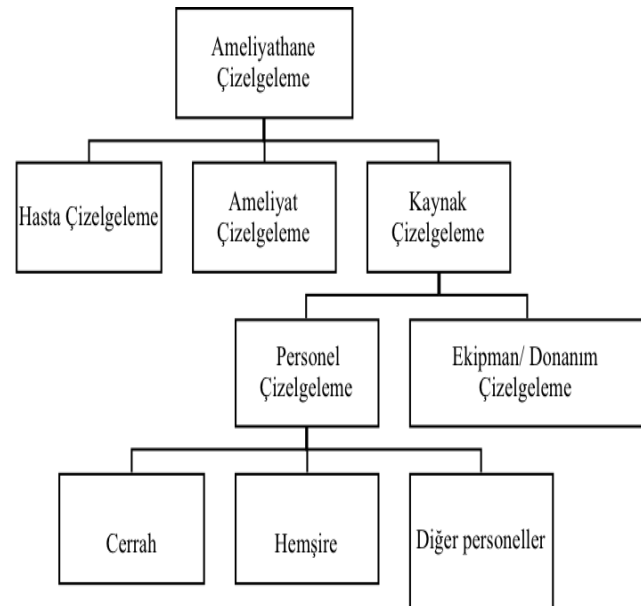 Ameliyathane
Çizelgeleme
Hasta Çizelgeleme
Ameliyat
Çizelgeleme
Kaynak
Çizelgeleme
Personel
Çizelgeleme
Ekipman/ Donanım
Çizelgeleme
Cerrah
Hemşire
Diğer personeller